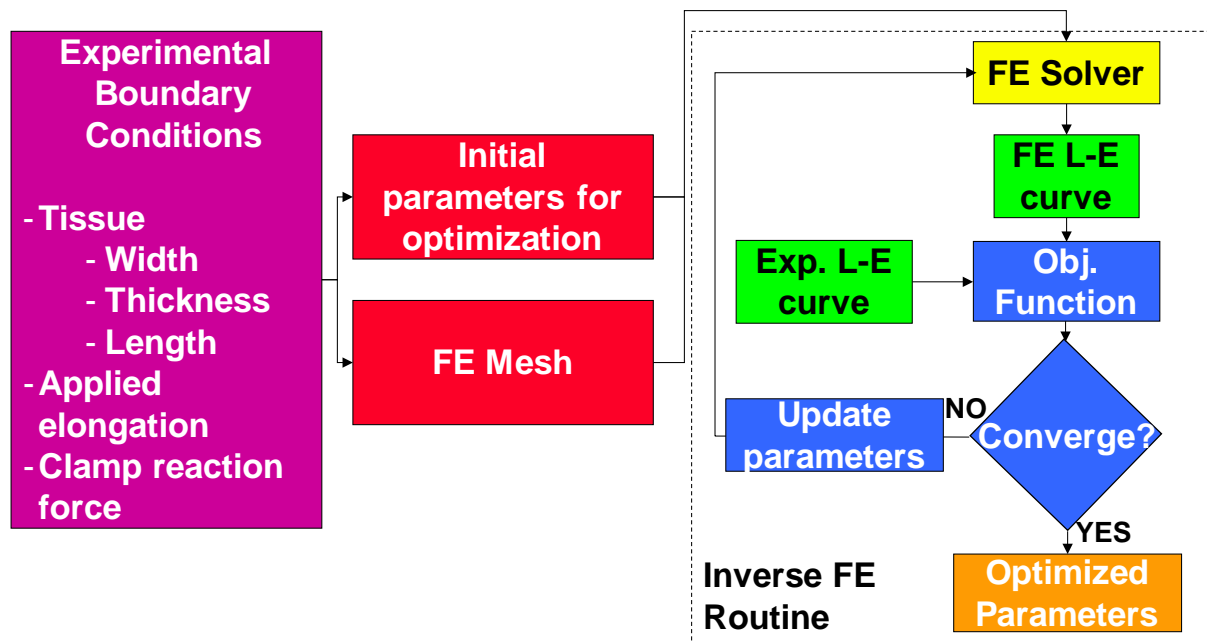 Experimental
Boundary
Conditions
- Tissue
- Width
- Thickness
- Length
- Applied
elongation
- Clamp reaction
force
Initial
parameters for
optimization
FE Mesh
FE Solver
FE L-E
curve
Exp. L-E
curve
Obj.
Function
Converge?
NO
Update
parameters
YES
Optimized
Parameters
Inverse FE
Routine